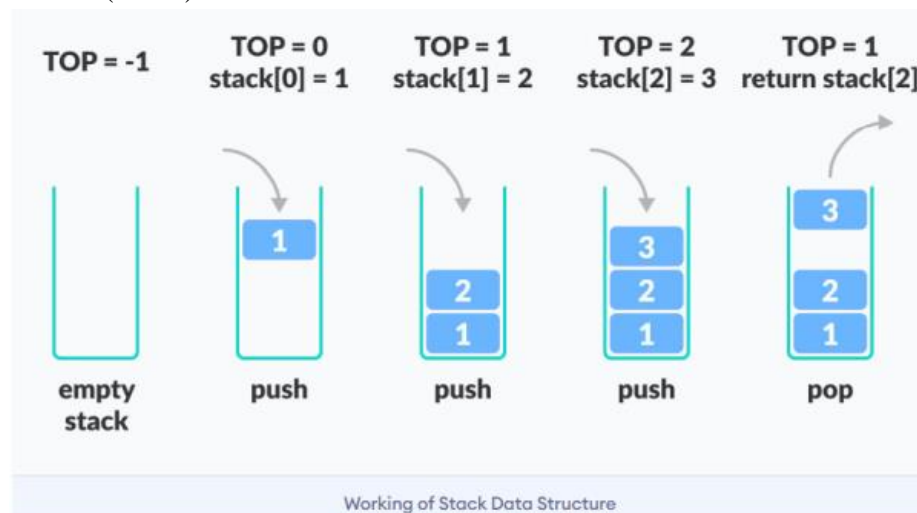 TOP = -1
TOP = 0
stack[0] = 1
TOP = 1
stack[1] = 2
TOP = 2
stack[2] = 3
TOP = 1
return stack[2]
1
2
1
3
2
1
3
2
1
empty
stack
push
push
push
pop
Working of Stack Data Structure